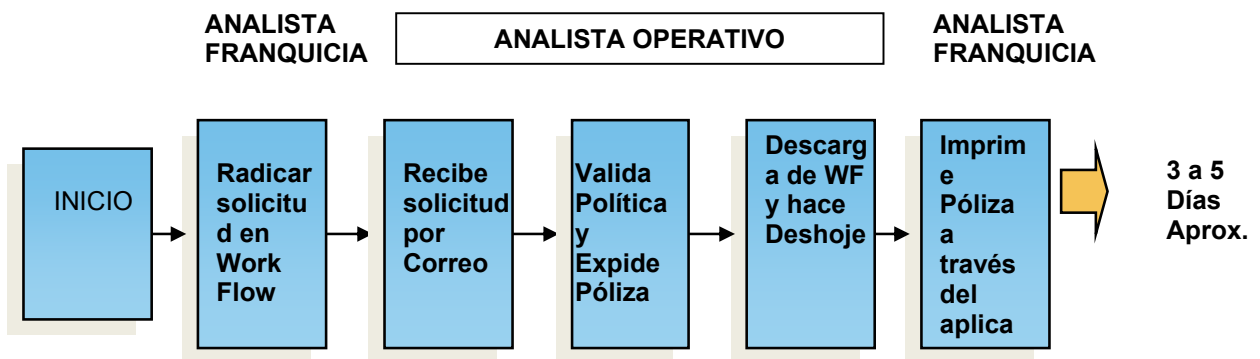 ANALISTA
FRANQUICIA
ANALISTA OPERATIVO
ANALISTA
FRANQUICIA
INICIO
Radicar
solicitu
d en
Work
Flow
Recibe
solicitud
por
Correo
Valida
Política
y
Expide
Póliza
Descarg
a de WF
y hace
Deshoje
Imprim
e
Póliza
a
través
del
aplica
3 a 5
Días
Aprox.